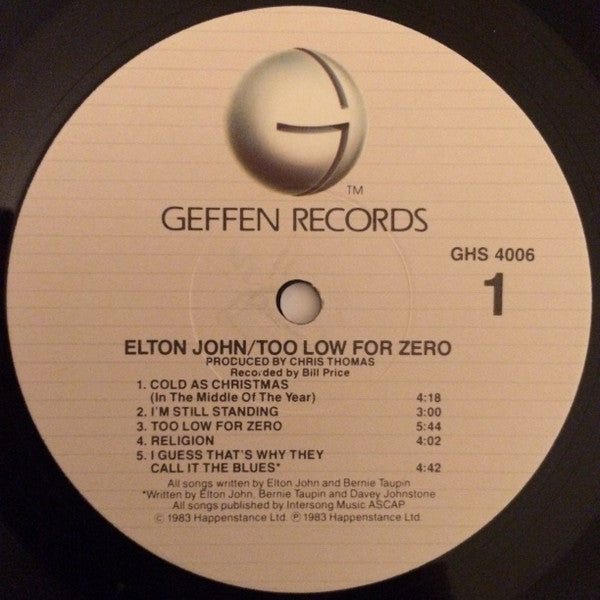 G
TM
GEFFEN RECORDS
GHS 4006
1
ELTON JOHN/TOO LOW FOR ZERO
PRODUCED BY CHRIS THOMAS
Recorded by Bill Price
1. COLD AS CHRISTMAS
(In The Middle Of The Year) 4:18
2. I'M STILL STANDING 3:00
3. TOO LOW FOR ZERO 5:44
4. RELIGION 4:02
5. I GUESS THAT'S WHY THEY
CALL IT THE BLUES* 4:42
All songs written by Elton John and Bernie Taupin
*Written by Elton John, Bernie Taupin and Davey Johnstone
All songs published by Intersong Music ASCAP
© 1983 Happenstance Ltd. ℗ 1983 Happenstance Ltd.